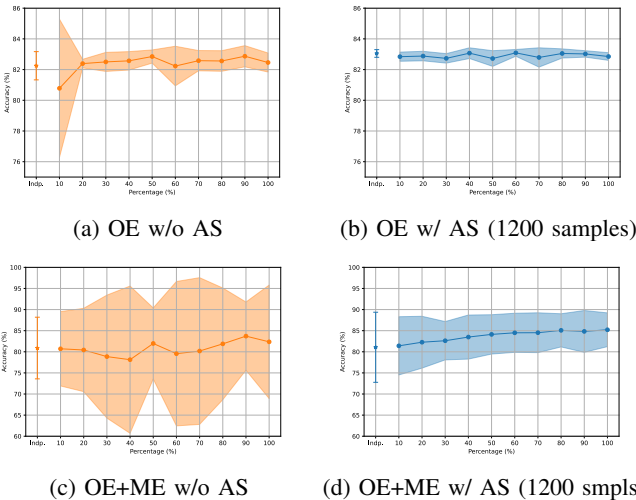 86
84
82
80
78
76
Accuracy (%)
Indp. 10 20 30 40 50 60 70 80 90 100
Percentage (%)
(a) OE w/o AS
86
84
82
80
78
76
Accuracy (%)
Indp. 10 20 30 40 50 60 70 80 90 100
Percentage (%)
(b) OE w/ AS (1200 samples)
100
95
90
85
80
75
70
65
60
Accuracy (%)
Indp. 10 20 30 40 50 60 70 80 90 100
Percentage (%)
(c) OE+ME w/o AS
100
95
90
85
80
75
70
65
60
Accuracy (%)
Indp. 10 20 30 40 50 60 70 80 90 100
Percentage (%)
(d) OE+ME w/ AS (1200 smpls